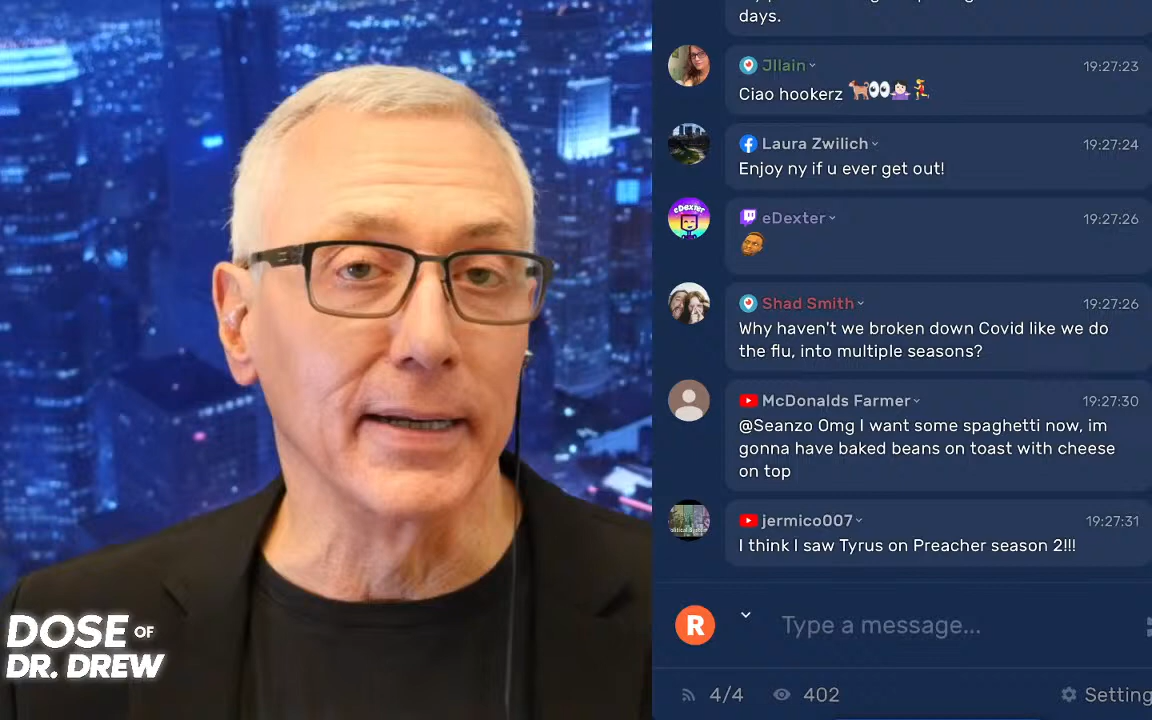 days.
Jllain
19:27:23
Ciao hookerz
Laura Zwilich
19:27:24
Enjoy ny if u ever get out!
eDexter
19:27:26
Shad Smith
19:27:26
Why haven't we broken down Covid like we do
the flu, into multiple seasons?
McDonalds Farmer
19:27:30
@Seanzo Omg I want some spaghetti now, im
gonna have baked beans on toast with cheese
on top
jermico007
19:27:31
I think I saw Tyrus on Preacher season 2!!!
DOSE OF
DR. DREW
R
Type a message...
4/4
402
Setting